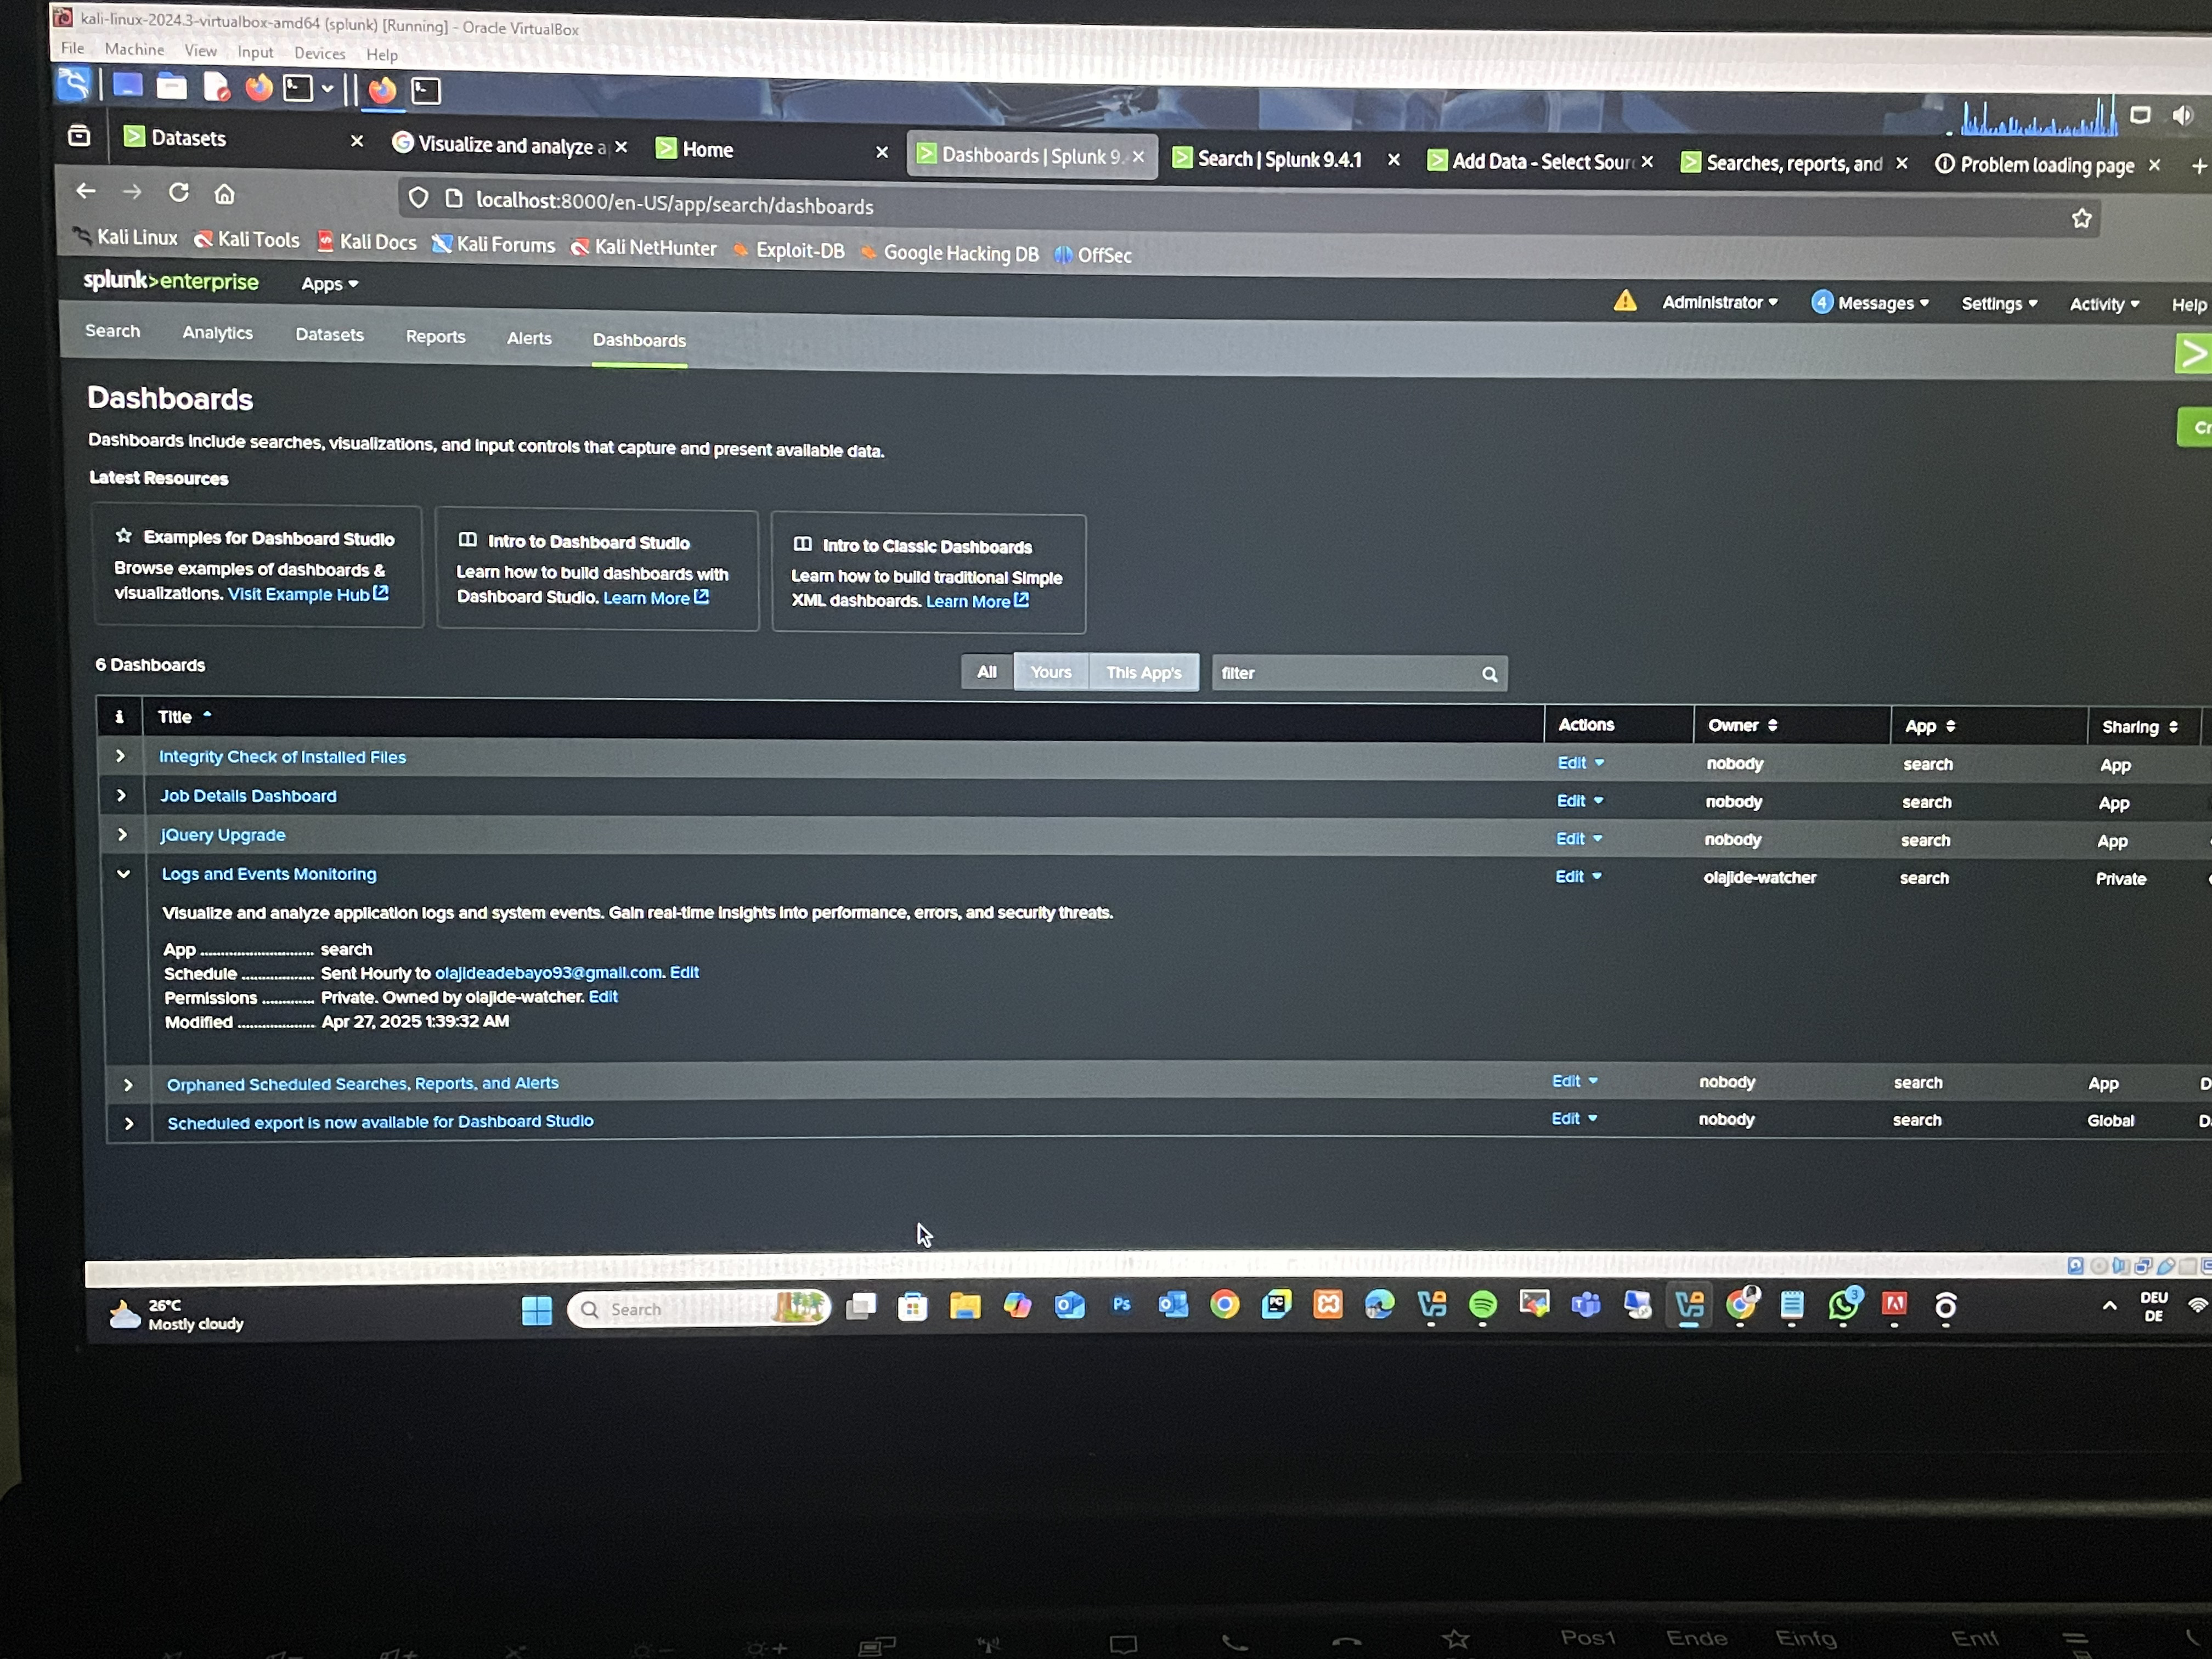 kali-linux-2024.3-virtualbox-amd64 (splunk) [Running] - Oracle VirtualBox
File Machine View Input Devices Help
Datasets Visualize and analyze a Home Dashboards | Splunk 9. Search | Splunk 9.4.1 Add Data - Select Sour Searches, reports, and Problem loading page
localhost:8000/en-US/app/search/dashboards
Kali Linux Kali Tools Kali Docs Kali Forums Kali NetHunter Exploit-DB Google Hacking DB OffSec
splunk>enterprise Apps Administrator 4 Messages Settings Activity Help
Search Analytics Datasets Reports Alerts Dashboards
Dashboards
Cr
Dashboards include searches, visualizations, and input controls that capture and present available data.
Latest Resources
Examples for Dashboard Studio
Browse examples of dashboards &
visualizations. Visit Example Hub
Intro to Dashboard Studio
Learn how to build dashboards with
Dashboard Studio. Learn More
Intro to Classic Dashboards
Learn how to build traditional Simple
XML dashboards. Learn More
6 Dashboards All Yours This App's filter
i Title Actions Owner App Sharing
Integrity Check of Installed Files Edit nobody search App
Job Details Dashboard Edit nobody search App
jQuery Upgrade Edit nobody search App
Logs and Events Monitoring Edit olajide-watcher search Private
Visualize and analyze application logs and system events. Gain real-time insights into performance, errors, and security threats.
App ........................... search
Schedule ................. Sent Hourly to olajideadebayo93@gmail.com. Edit
Permissions ............ Private. Owned by olajide-watcher. Edit
Modified .................. Apr 27, 2025 1:39:32 AM
Orphaned Scheduled Searches, Reports, and Alerts Edit nobody search App D
Scheduled export is now available for Dashboard Studio Edit nobody search Global D
26°C
Mostly cloudy
Search
Ps
PC
3
DEU
DE
Pos1 Ende Einfg Entf